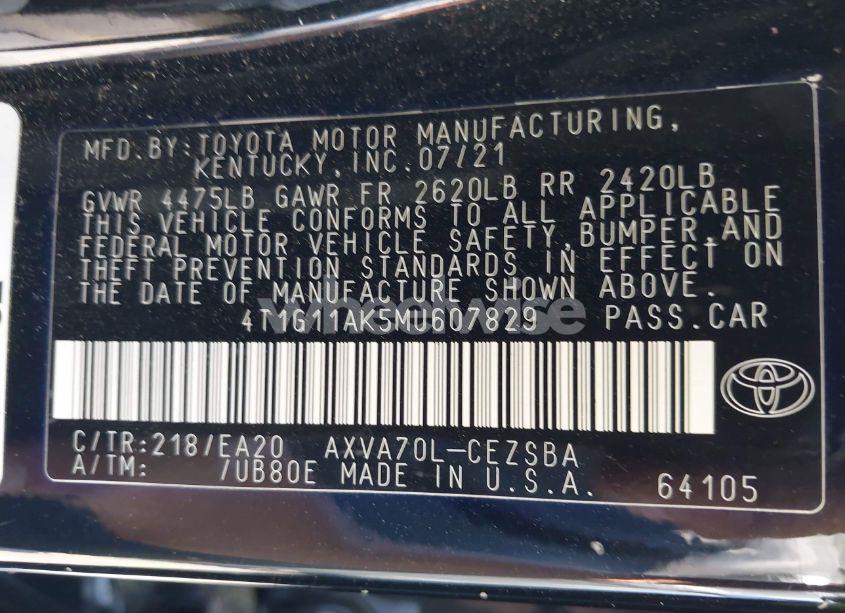 MFD.BY:TOYOTA MOTOR MANUFACTURING,
KENTUCKY,INC.07/21
GVWR 4475LB GAWR FR 2620LB RR 2420LB
THIS VEHICLE CONFORMS TO ALL APPLICABLE
FEDERAL MOTOR VEHICLE SAFETY,BUMPER,AND
THEFT PREVENTION STANDARDS IN EFFECT ON
THE DATE OF MANUFACTURE SHOWN ABOVE.
4T1G11AK5MU607829 PASS.CAR
C/TR:218/EA20 AXVA70L-CEZSBA
A/TM: /UB80E MADE IN U.S.A. 64105